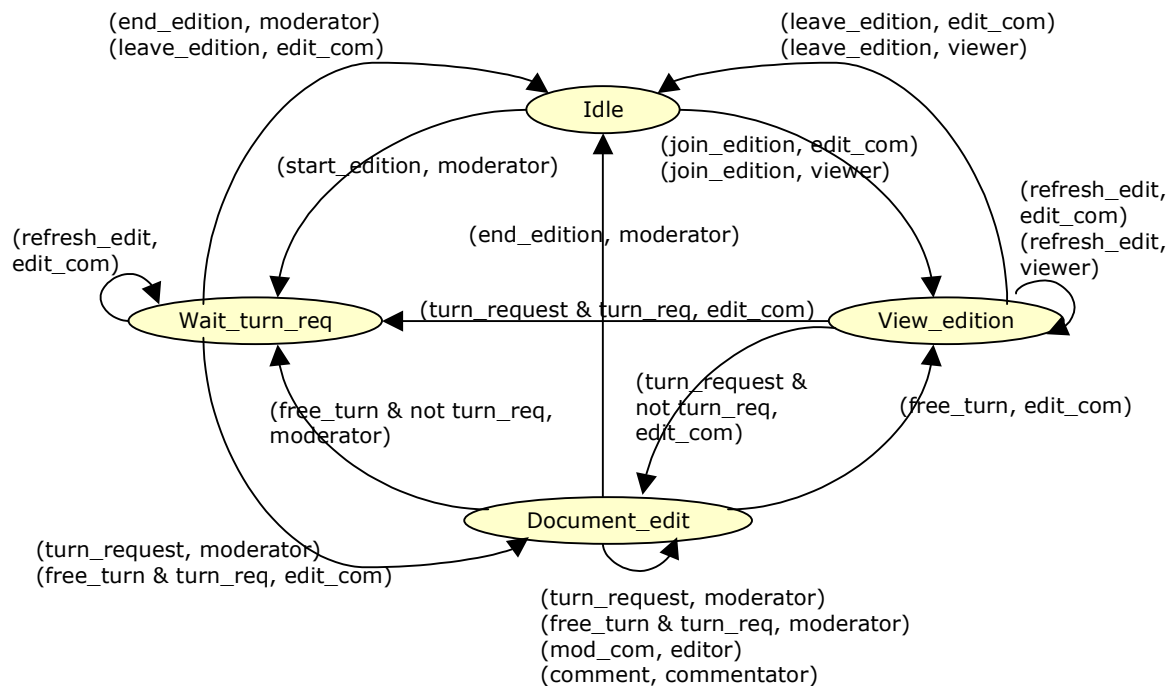 (end_edition, moderator)
(leave_edition, edit_com)
(leave_edition, edit_com)
(leave_edition, viewer)
Idle
(start_edition, moderator)
(join_edition, edit_com)
(join_edition, viewer)
(refresh_edit,
edit_com)
(refresh_edit,
viewer)
(refresh_edit,
edit_com)
(end_edition, moderator)
Wait_turn_req
(turn_request & turn_req, edit_com)
View_edition
(free_turn & not turn_req,
moderator)
(turn_request &
not turn_req,
edit_com)
(free_turn, edit_com)
Document_edit
(turn_request, moderator)
(free_turn & turn_req, edit_com)
(turn_request, moderator)
(free_turn & turn_req, moderator)
(mod_com, editor)
(comment, commentator)